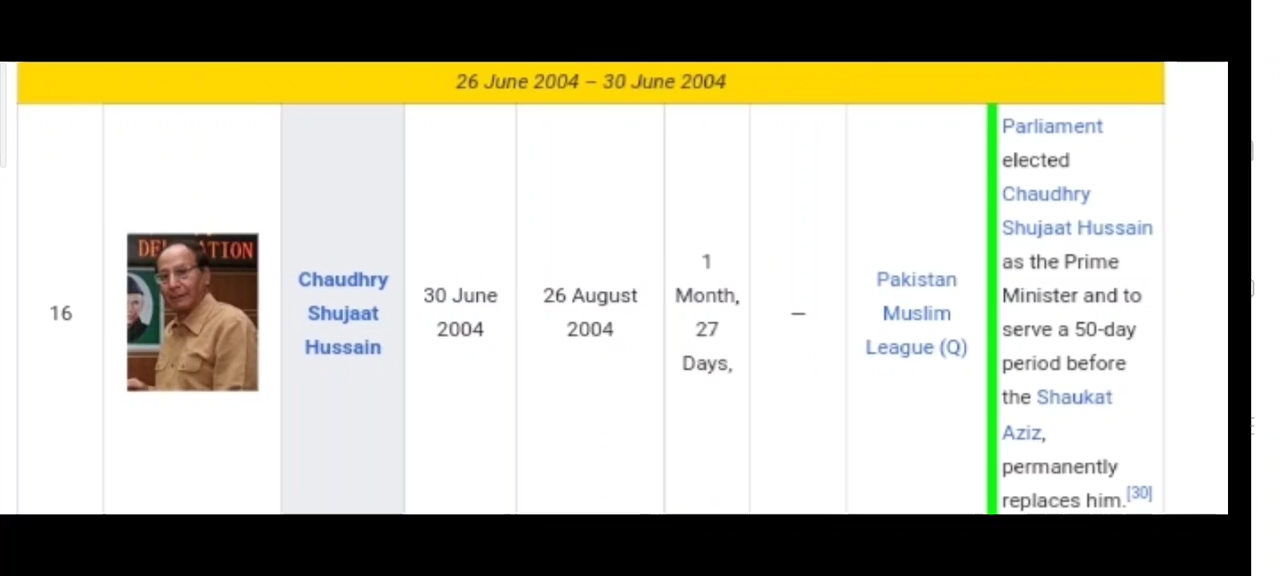 26 June 2004 – 30 June 2004
16
DEL ATION
Chaudhry
Shujaat
Hussain
30 June
2004
26 August
2004
1
Month,
27
Days,
–
Pakistan
Muslim
League (Q)
Parliament
elected
Chaudhry
Shujaat Hussain
as the Prime
Minister and to
serve a 50-day
period before
the Shaukat
Aziz,
permanently
replaces him.[30]